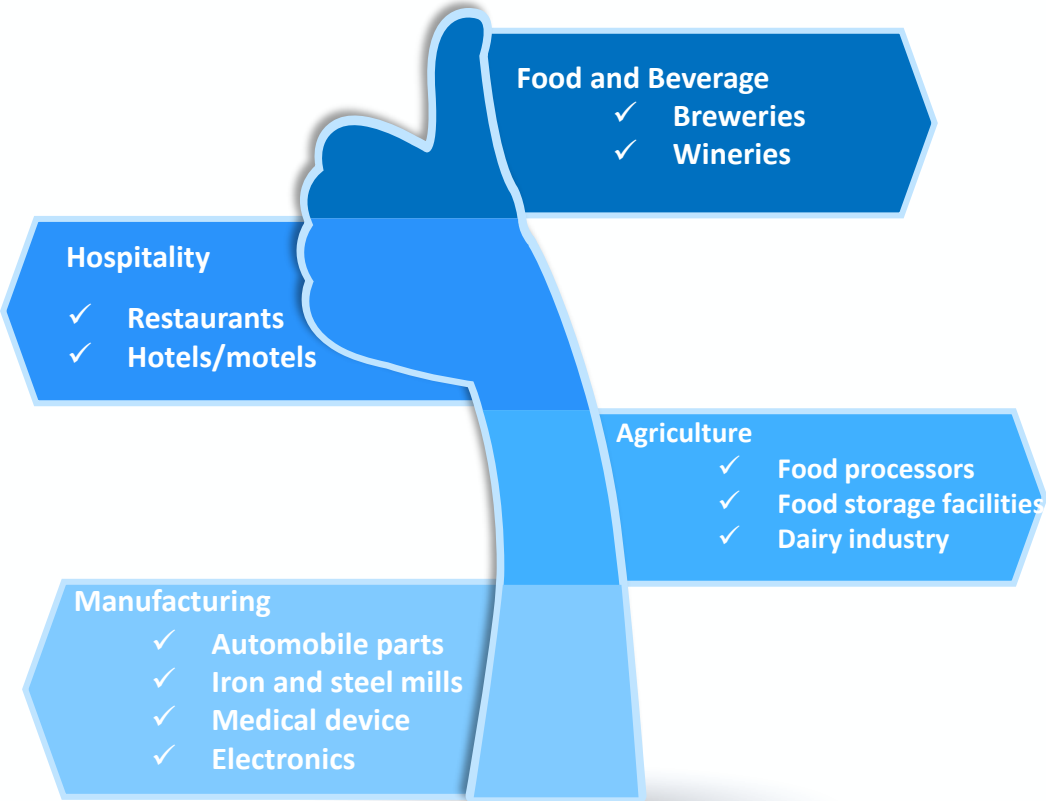 Food and Beverage
✓ Breweries
✓ Wineries
Hospitality
✓ Restaurants
✓ Hotels/motels
Agriculture
✓ Food processors
✓ Food storage facilities
✓ Dairy industry
Manufacturing
✓ Automobile parts
✓ Iron and steel mills
✓ Medical device
✓ Electronics